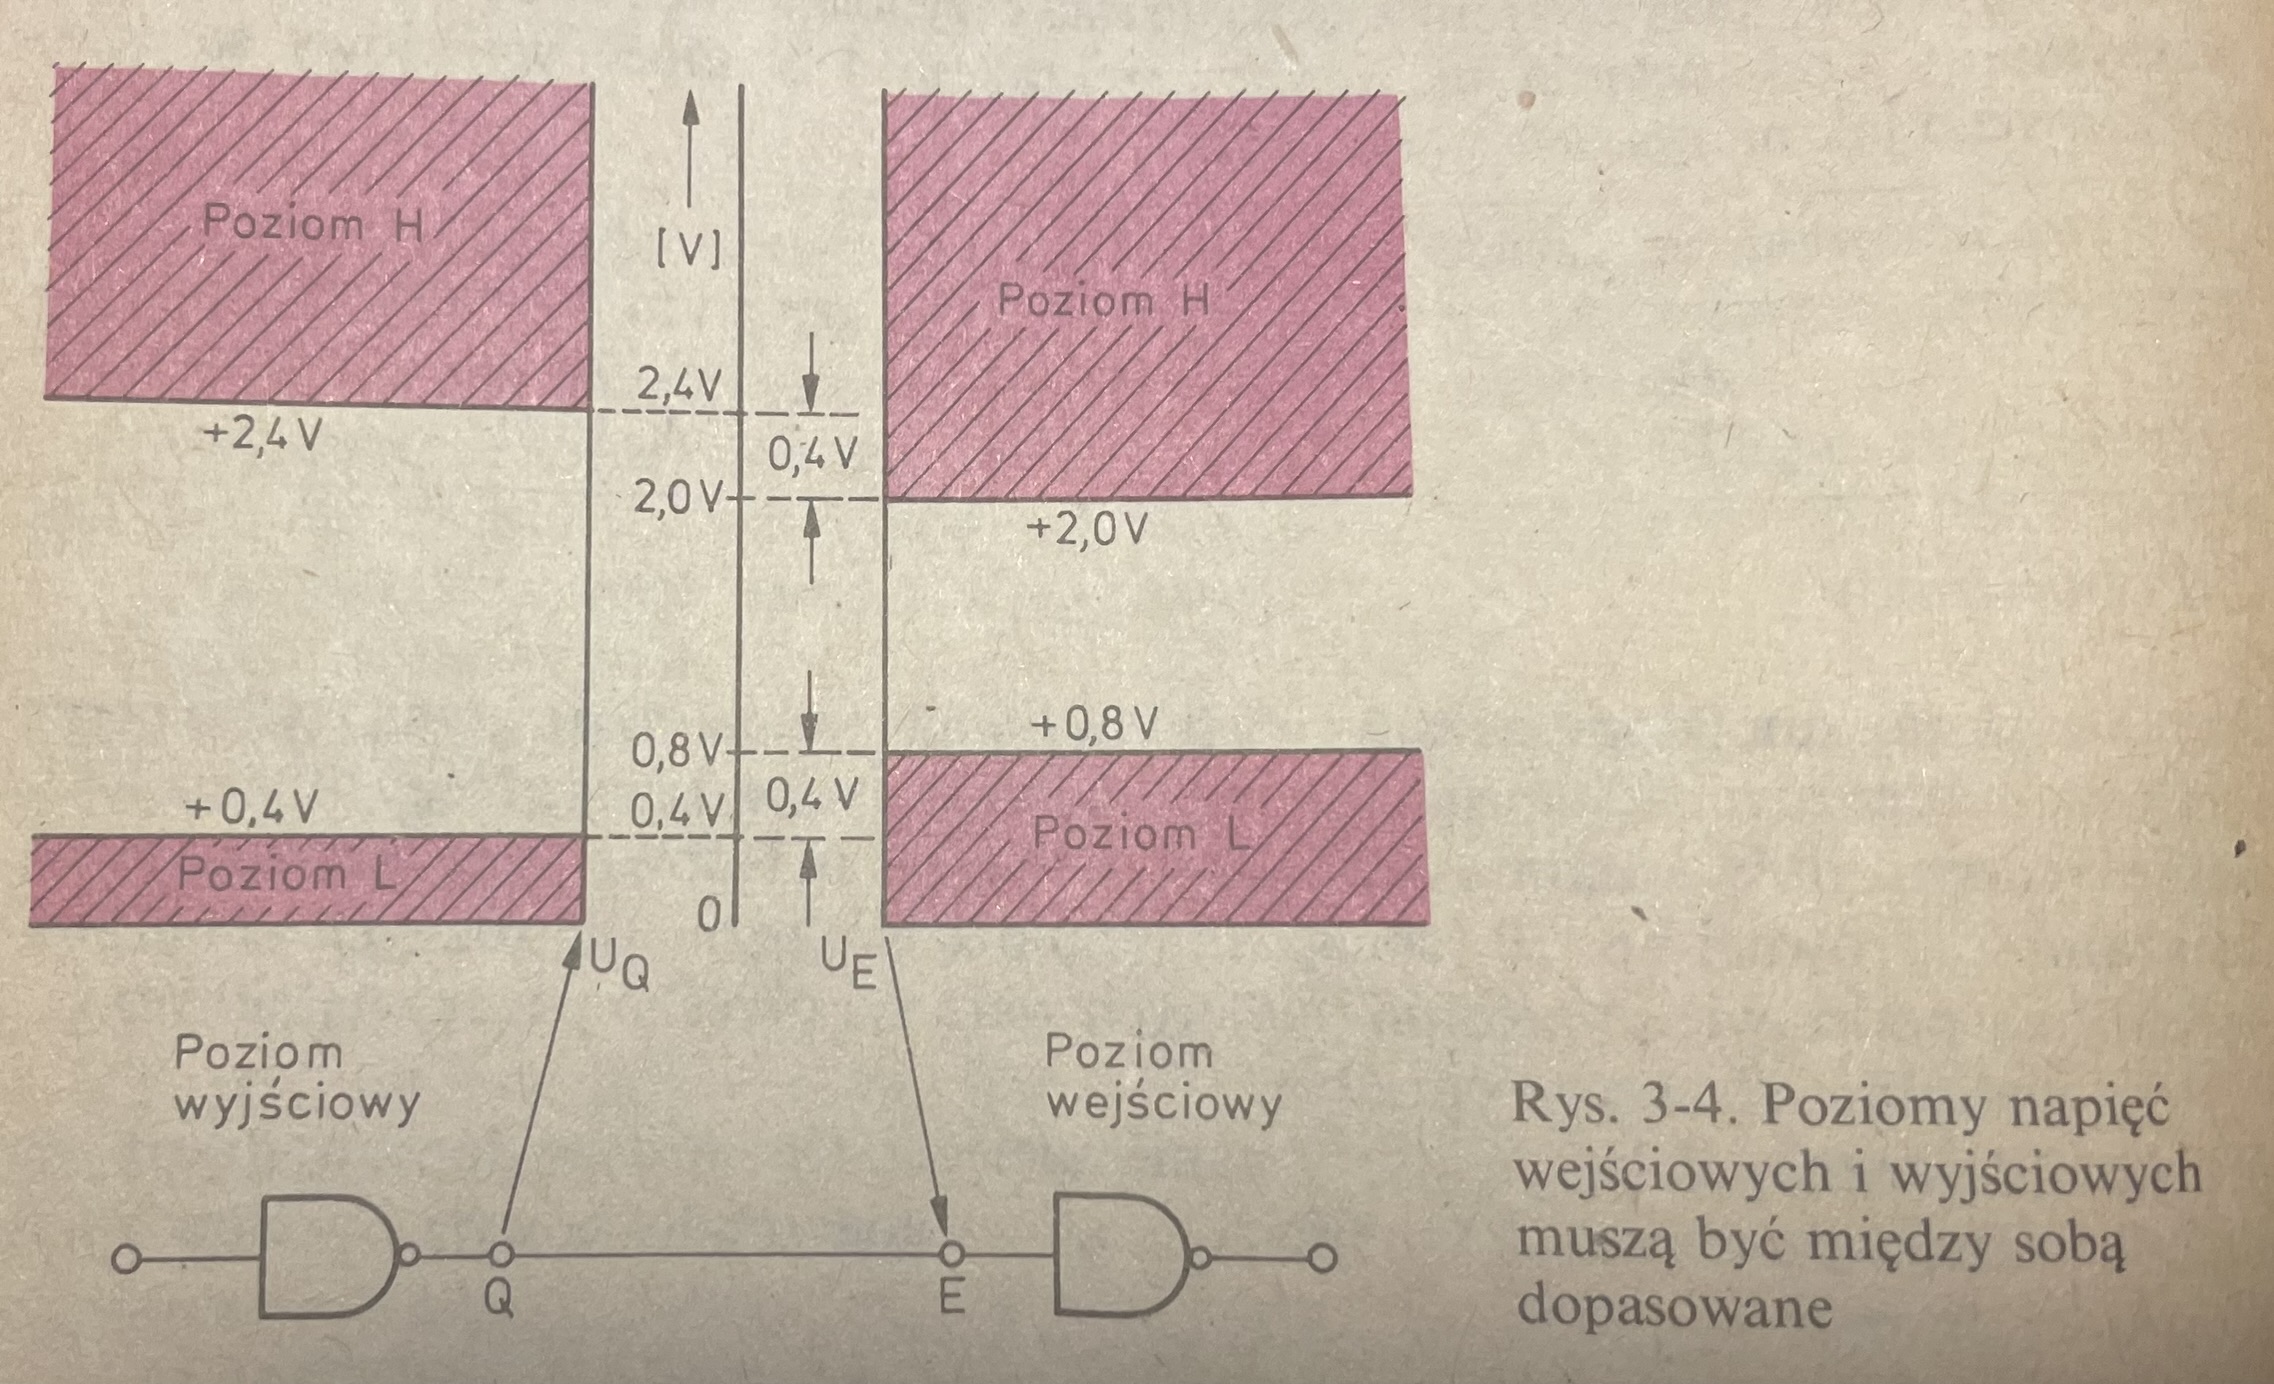 Poziom H
[V]
Poziom H
2,4V
+2,4V
0,4V
2,0V
+2,0V
+0,8V
0,8V
0,4V
+0,4V
0,4V
Poziom L
Poziom L
0
UQ
UE
Poziom
wyjściowy
Poziom
wejściowy
Q
E
Rys. 3-4. Poziomy napięć
wejściowych i wyjściowych
muszą być między sobą
dopasowane